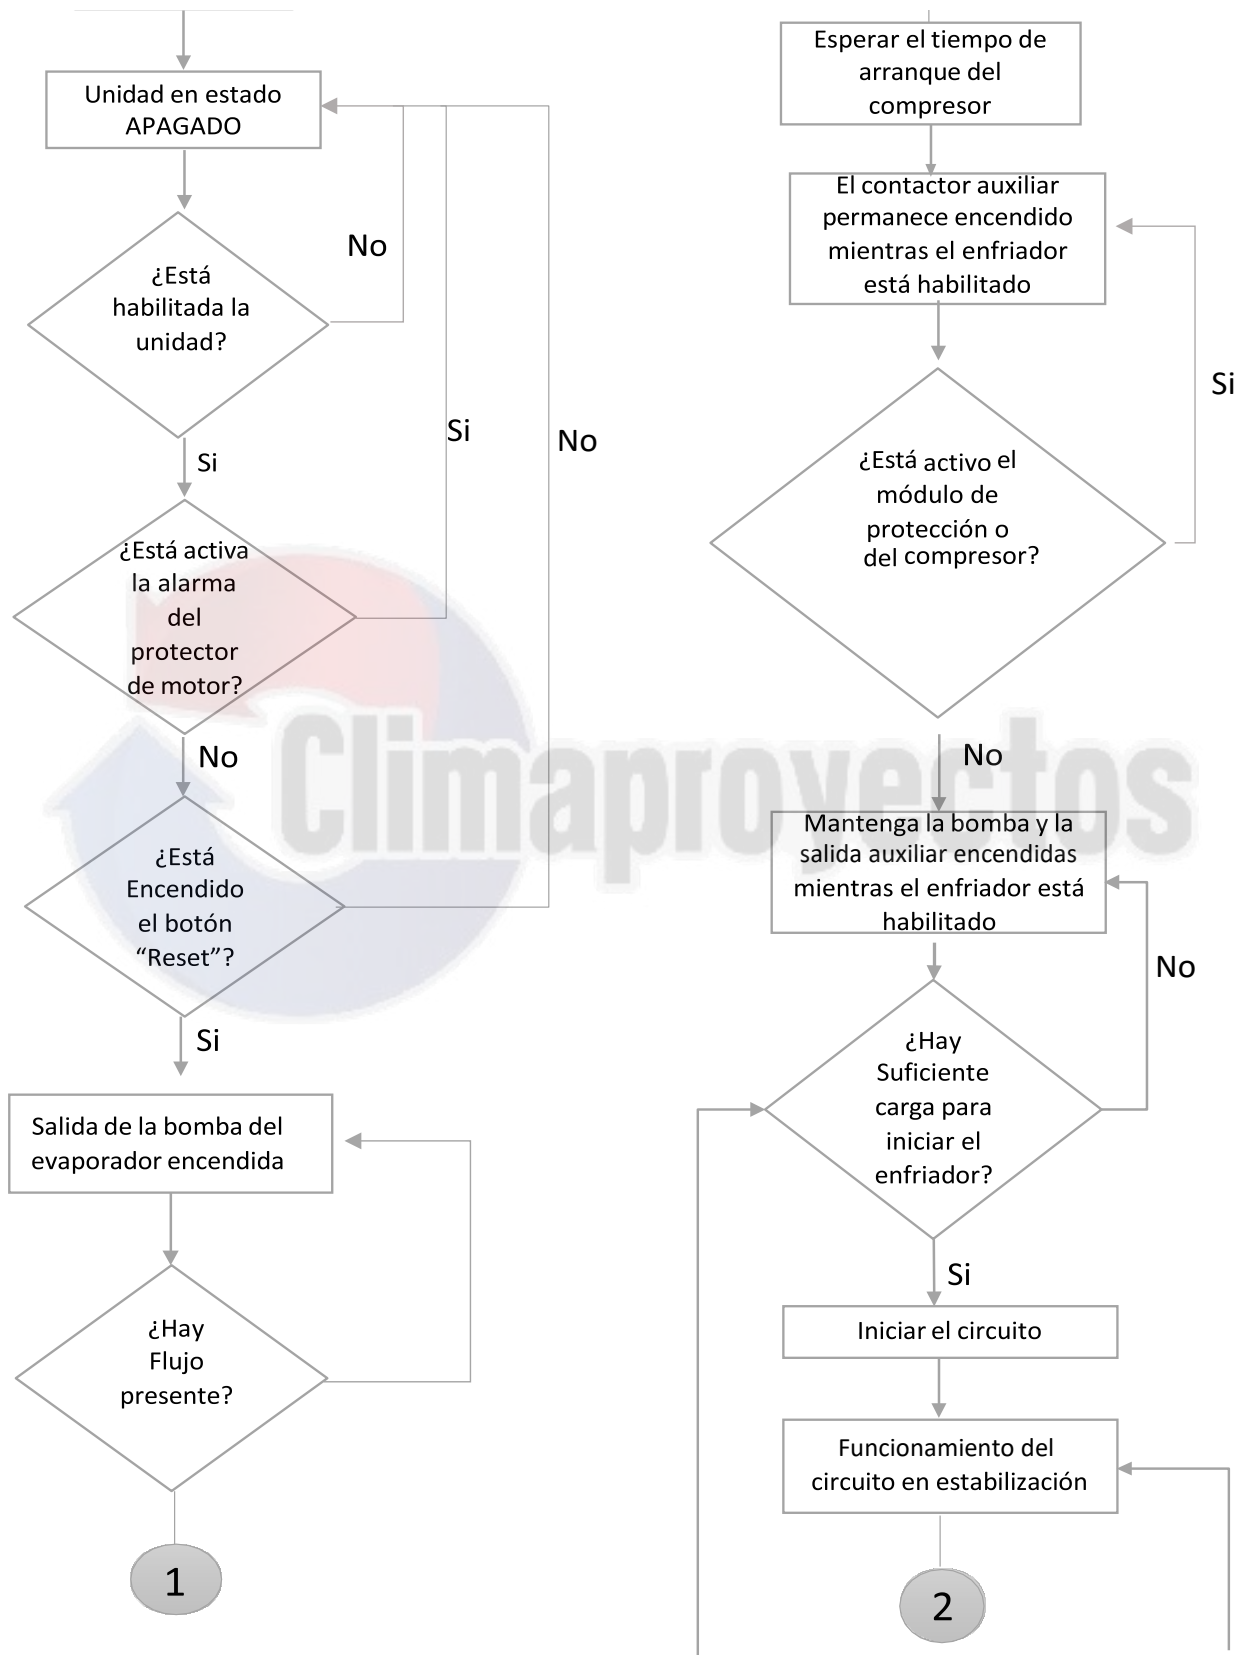 Unidad en estado
APAGADO
No
¿Está
habilitada la
unidad?
Si
No
Si
¿Está activa
la alarma
del
protector
de motor?
No
¿Está
Encendido
el botón
“Reset”?
Si
Salida de la bomba del
evaporador encendida
¿Hay
Flujo
presente?
1
Esperar el tiempo de
arranque del
compresor
El contactor auxiliar
permanece encendido
mientras el enfriador
está habilitado
Si
¿Está activo el
módulo de
protección o
del compresor?
No
Climaproyectos
Mantenga la bomba y la
salida auxiliar encendidas
mientras el enfriador está
habilitado
No
¿Hay
Suficiente
carga para
iniciar el
enfriador?
Si
Iniciar el circuito
Funcionamiento del
circuito en estabilización
2